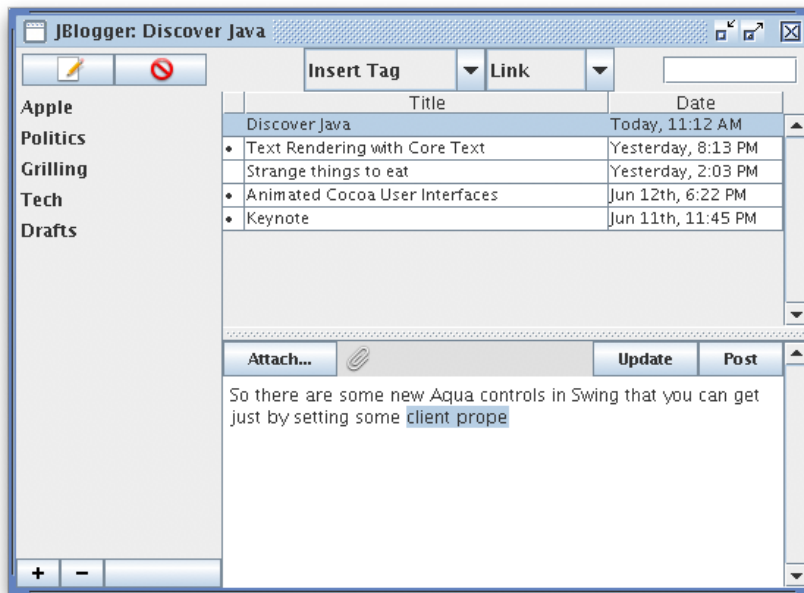 JBlogger: Discover Java
Insert Tag
Link
Apple
Politics
Grilling
Tech
Drafts
Title Date
Discover Java Today, 11:12 AM
• Text Rendering with Core Text Yesterday, 8:13 PM
Strange things to eat Yesterday, 2:03 PM
• Animated Cocoa User Interfaces Jun 12th, 6:22 PM
• Keynote Jun 11th, 11:45 PM
Attach... Update Post
So there are some new Aqua controls in Swing that you can get
just by setting some client prope
+ −